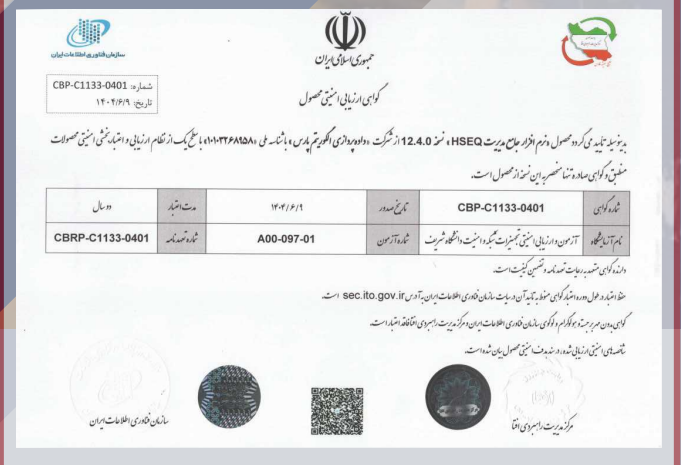 جمهوری اسلامی ایران
سازمان فناوری اطلاعات ایران
شماره: CBP-C1133-0401
تاریخ: ۱۴۰۴/۶/۹
گواهی ارزیابی امنیتی محصول
بدینوسیله تایید می گردد محصول «نرم افزار جامع مدیریت HSEQ» نسخه 12.4.0 از شرکت «داده پردازی الگوریتم پارس» با شناسه ملی «۱۰۱۰۳۲۶۸۹۵۸» با سطح یک از نظام ارزیابی و اعتباربخشی امنیتی محصولات
منطبق و گواهی صادره تنها منحصر به این نسخه از محصول است.
شماره گواهی CBP-C1133-0401 تاریخ صدور ۱۴۰۴/۶/۹ مدت اعتبار دو سال
نام آزمایشگاه آزمون و ارزیابی امنیتی تجهیزات شبکه و امنیت دانشگاه شریف شماره آزمون A00-097-01 شماره تعهدنامه CBRP-C1133-0401
دارنده گواهی متعهد به رعایت تعهدنامه و تضمین کیفیت است.
حفظ اعتبار در طول دوره اعتبار گواهی منوط به تائید آن در سایت سازمان فناوری اطلاعات ایران به آدرس sec.ito.gov.ir است.
گواهی بدون مهر برجسته و هولوگرام و لوگوی سازمان فناوری اطلاعات ایران و مرکز مدیریت راهبردی افتا فاقد اعتبار است.
شاخصه های امنیتی ارزیابی شده، در سند هدف امنیتی محصول بیان شده است.
مرکز مدیریت راهبردی افتا
سازمان فناوری اطلاعات ایران